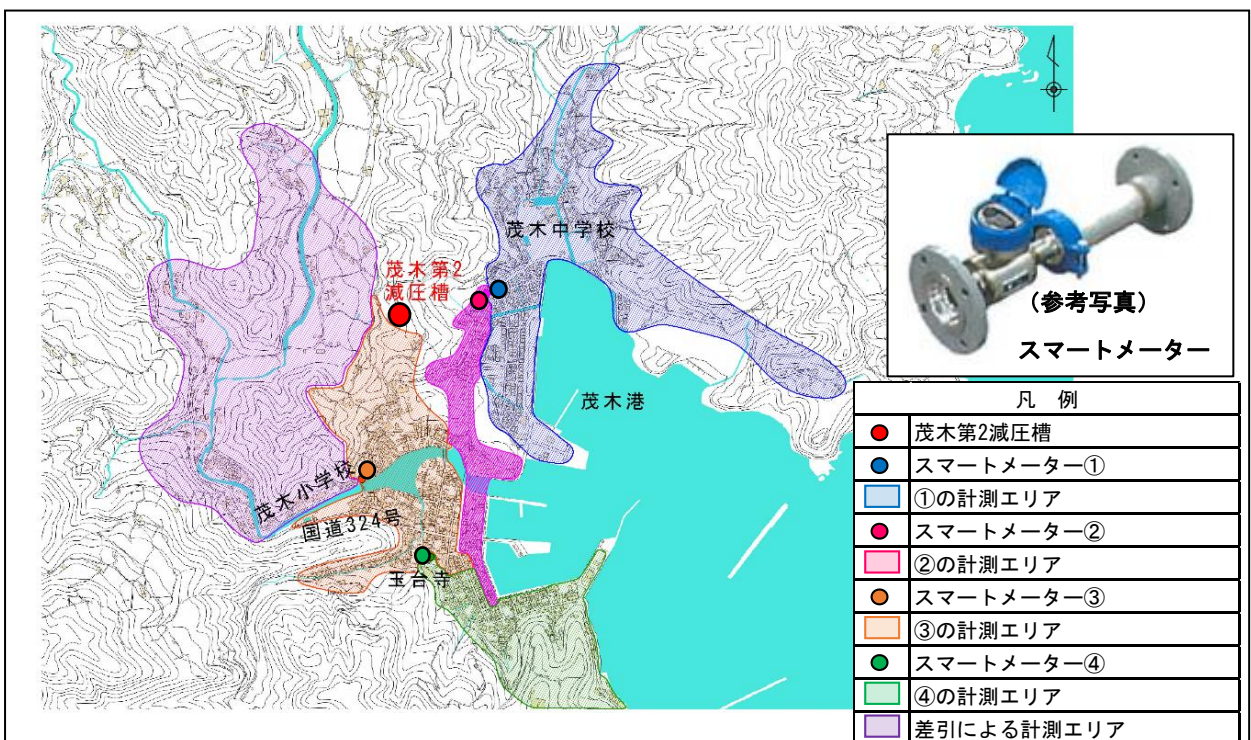 茂木中学校
茂木第2
減圧槽
茂木港
茂木小学校
国道324号
玉台寺
(参考写真)
スマートメーター
凡 例
茂木第2減圧槽
スマートメーター①
①の計測エリア
スマートメーター②
②の計測エリア
スマートメーター③
③の計測エリア
スマートメーター④
④の計測エリア
差引による計測エリア